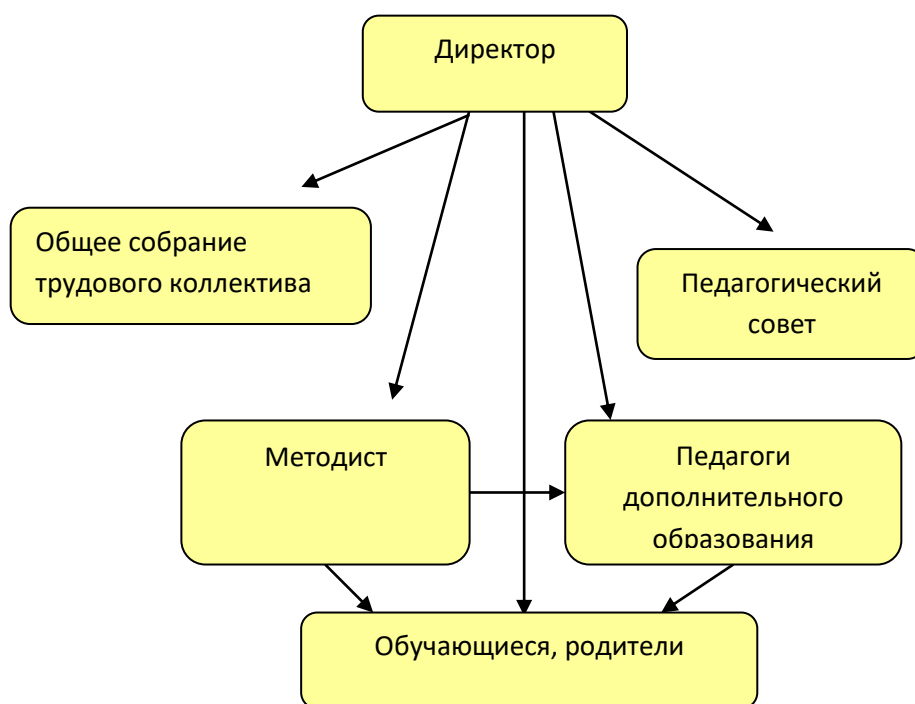 Директор
Общее собрание
трудового коллектива
Педагогический
совет
Методист
Педагоги
дополнительного
образования
Обучающиеся, родители